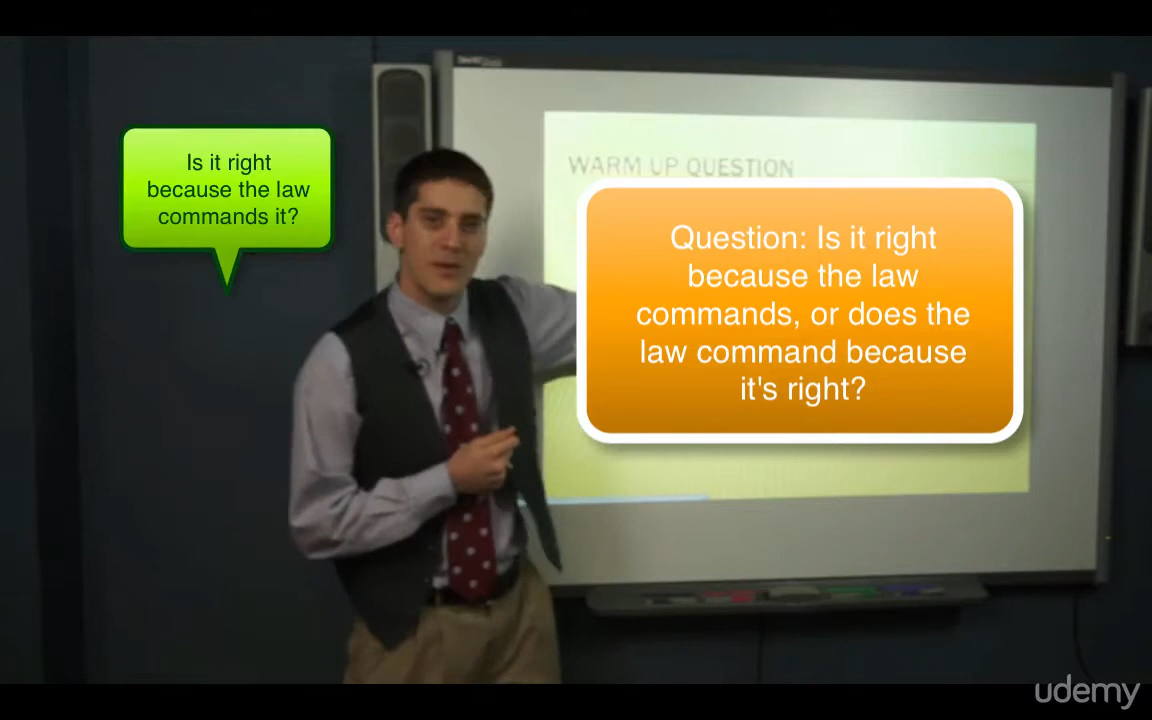 Is it right
because the law
commands it?
WARM UP QUESTION
Question: Is it right
because the law
commands, or does the
law command because
it's right?
udemy